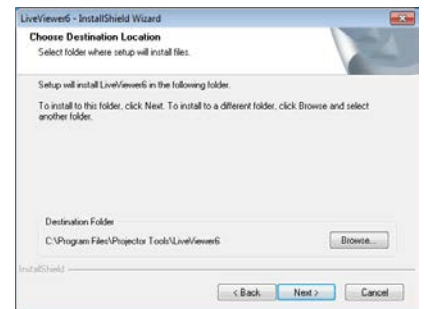 LiveViewer6 - InstallShield Wizard
Choose Destination Location
Select folder where setup will install files.
Setup will install LiveViewer6 in the following folder.
To install to this folder, click Next. To install to a different folder, click Browse and select
another folder.
Destination Folder
C:\Program Files\Projector Tools\LiveViewer6
Browse...
InstallShield
< Back
Next >
Cancel